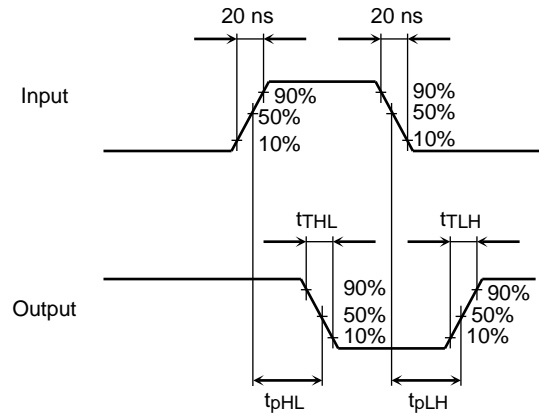 20 ns 20 ns
Input
90% 90%
50% 50%
10% 10%
tTHL tTLH
Output
90% 90%
50% 50%
10% 10%
tpHL tpLH